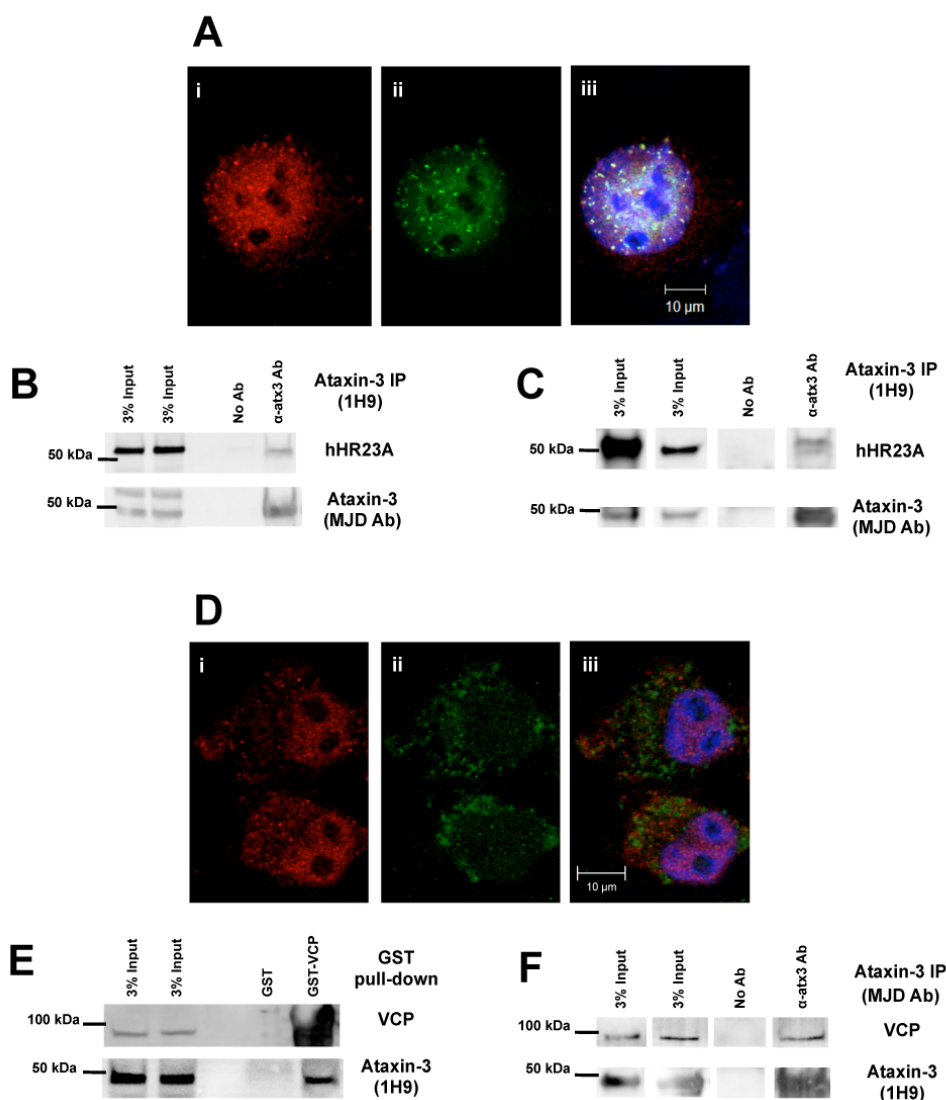 A
i
ii
iii
10 µm
B
3% Input
3% Input
No Ab
α-atx3 Ab
Ataxin-3 IP
(1H9)
50 kDa
hHR23A
50 kDa
Ataxin-3
(MJD Ab)
C
3% Input
3% Input
No Ab
α-atx3 Ab
Ataxin-3 IP
(1H9)
50 kDa
hHR23A
50 kDa
Ataxin-3
(MJD Ab)
D
i
ii
iii
10 µm
E
3% Input
3% Input
GST
GST-VCP
GST
pull-down
100 kDa
VCP
50 kDa
Ataxin-3
(1H9)
F
3% Input
3% Input
No Ab
α-atx3 Ab
Ataxin-3 IP
(MJD Ab)
100 kDa
VCP
50 kDa
Ataxin-3
(1H9)